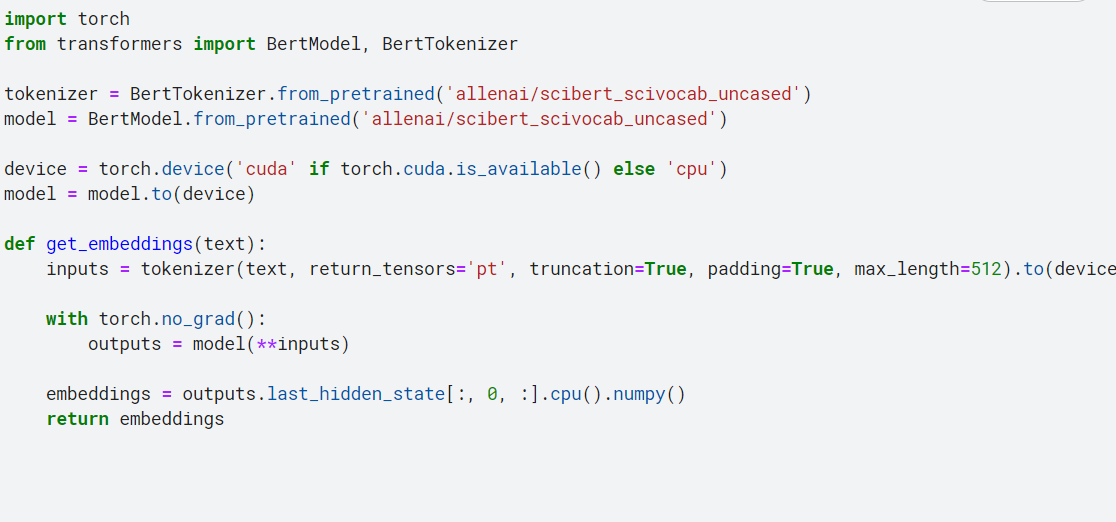 import torch
from transformers import BertModel, BertTokenizer
tokenizer = BertTokenizer.from_pretrained('allenai/scibert_scivocab_uncased')
model = BertModel.from_pretrained('allenai/scibert_scivocab_uncased')
device = torch.device('cuda' if torch.cuda.is_available() else 'cpu')
model = model.to(device)
def get_embeddings(text):
    inputs = tokenizer(text, return_tensors='pt', truncation=True, padding=True, max_length=512).to(device
    with torch.no_grad():
        outputs = model(**inputs)
    embeddings = outputs.last_hidden_state[:, 0, :].cpu().numpy()
    return embeddings